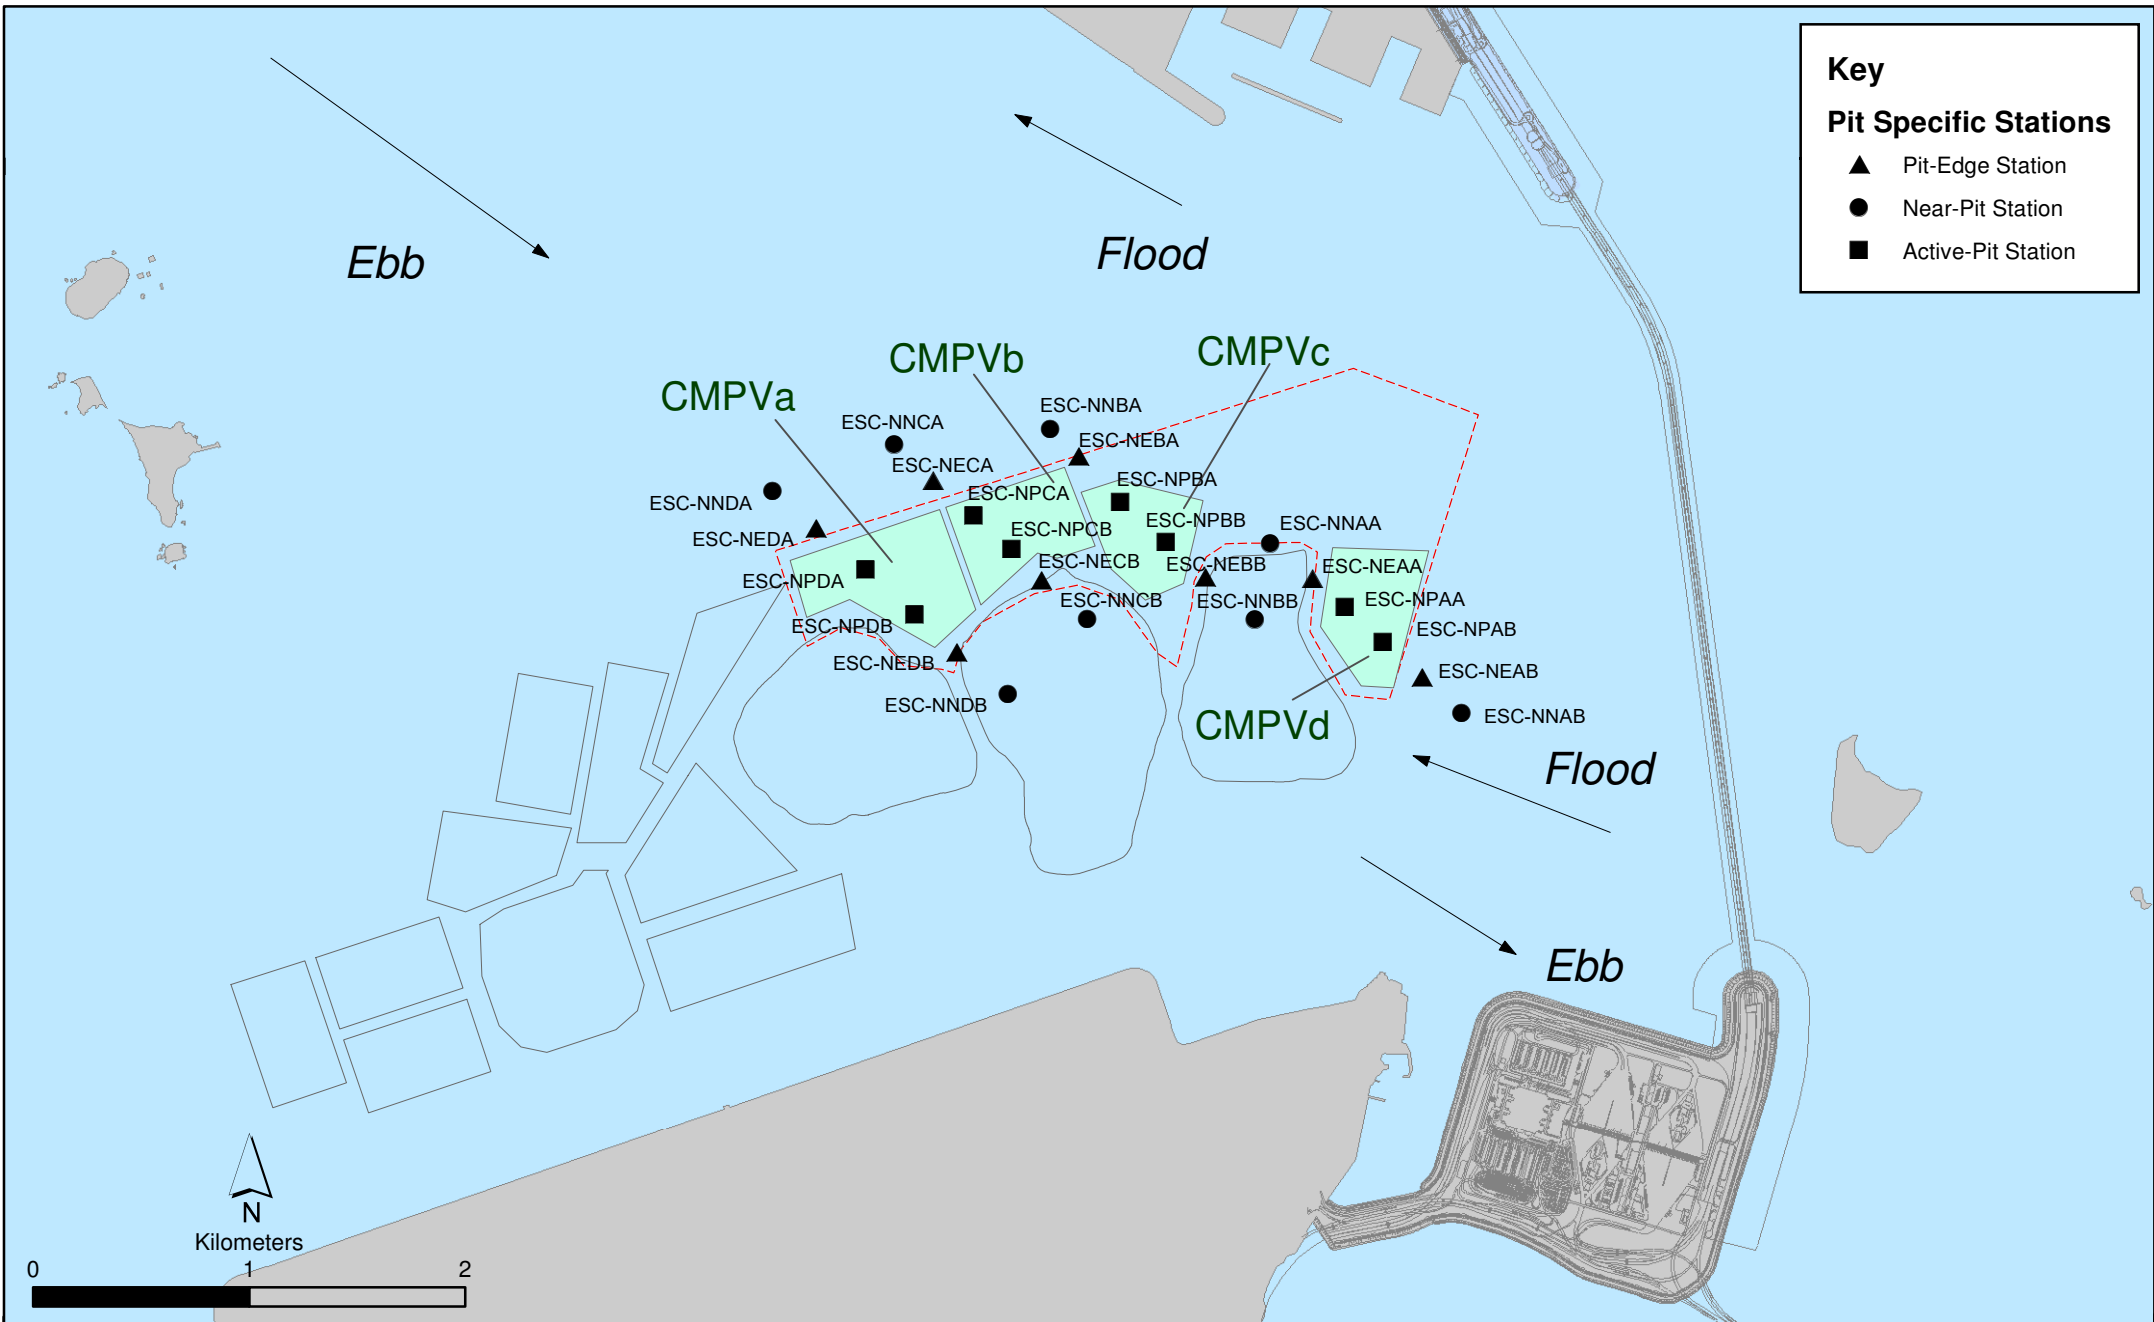 Key
Pit Specific Stations
Pit-Edge Station
Near-Pit Station
Active-Pit Station
Ebb
Flood
CMPVa
CMPVb
CMPVc
ESC-NNCA
ESC-NNBA
ESC-NEBA
ESC-NECA
ESC-NPCA
ESC-NPBA
ESC-NNDA
ESC-NEDA
ESC-NPCB
ESC-NPBB
ESC-NNAA
ESC-NECB
ESC-NEBB
ESC-NEAA
ESC-NPDA
ESC-NNCB
ESC-NNBB
ESC-NPAA
ESC-NPDB
ESC-NPAB
ESC-NEDB
ESC-NEAB
ESC-NNDB
ESC-NNAB
CMPVd
Flood
Ebb
N
Kilometers
0 1 2